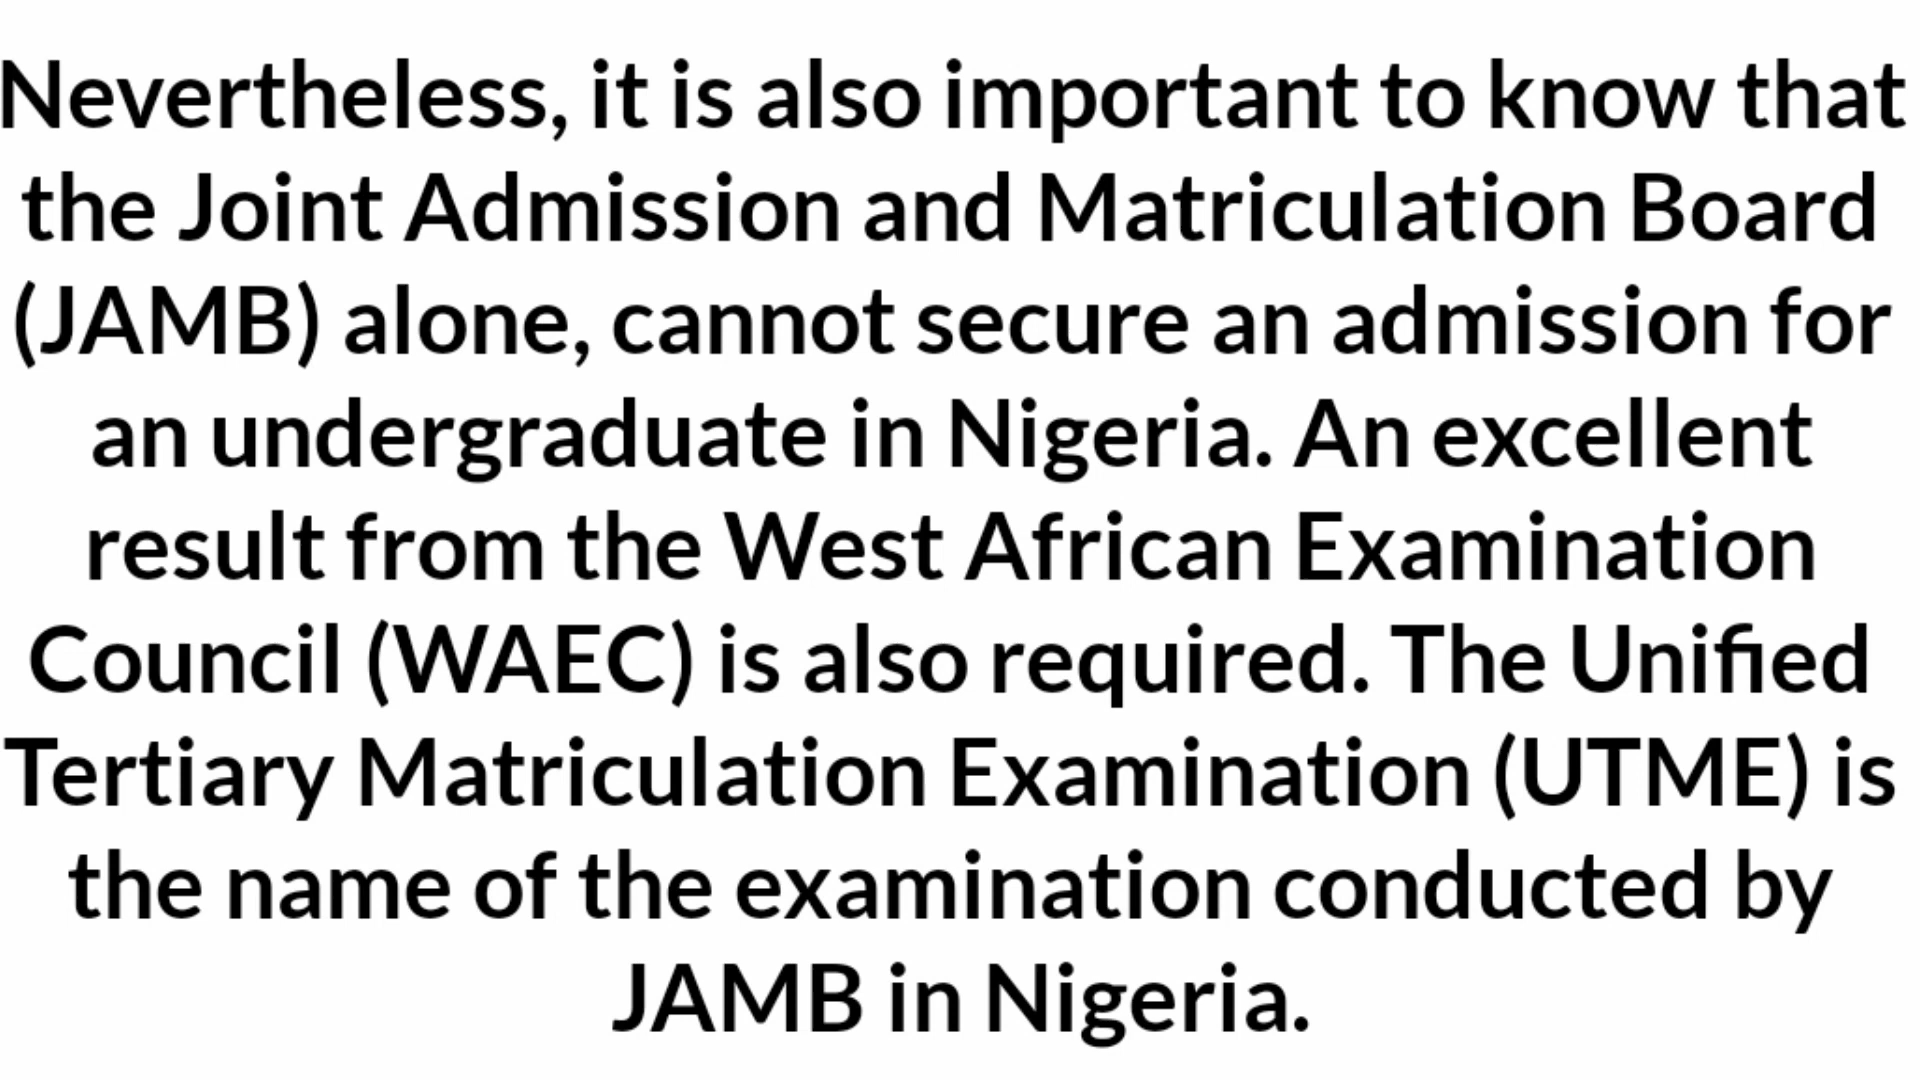 Nevertheless, it is also important to know that
the Joint Admission and Matriculation Board
(JAMB) alone, cannot secure an admission for
an undergraduate in Nigeria. An excellent
result from the West African Examination
Council (WAEC) is also required. The Unified
Tertiary Matriculation Examination (UTME) is
the name of the examination conducted by
JAMB in Nigeria.